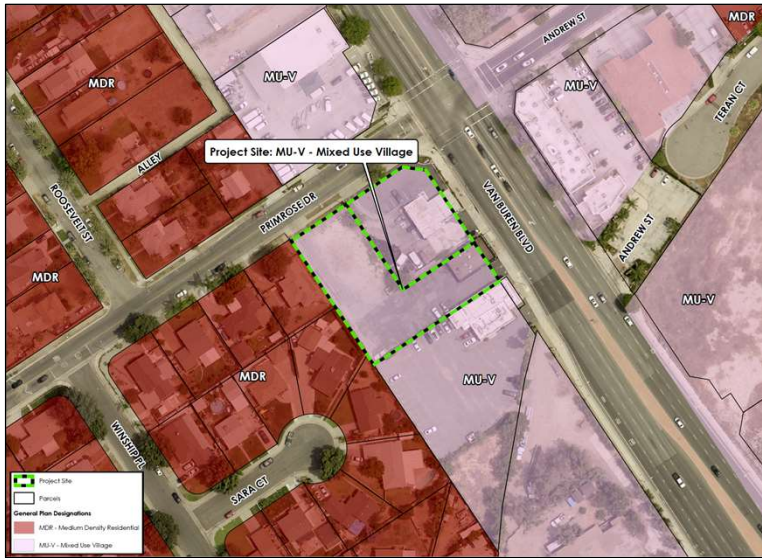 MDR
ANDREW ST
MDR
MU-V
MU-V
TERAN CT
ALLEY
Project Site: MU-V - Mixed Use Village
ROOSEVELT ST
PRIMROSE DR
VAN BUREN BLVD
ANDREW ST
MDR
MU-V
MDR
MU-V
WINSHIP PL
SARA CT
Project Site
Parcels
General Plan Designations
MDR - Medium Density Residential
MU-V - Mixed Use Village